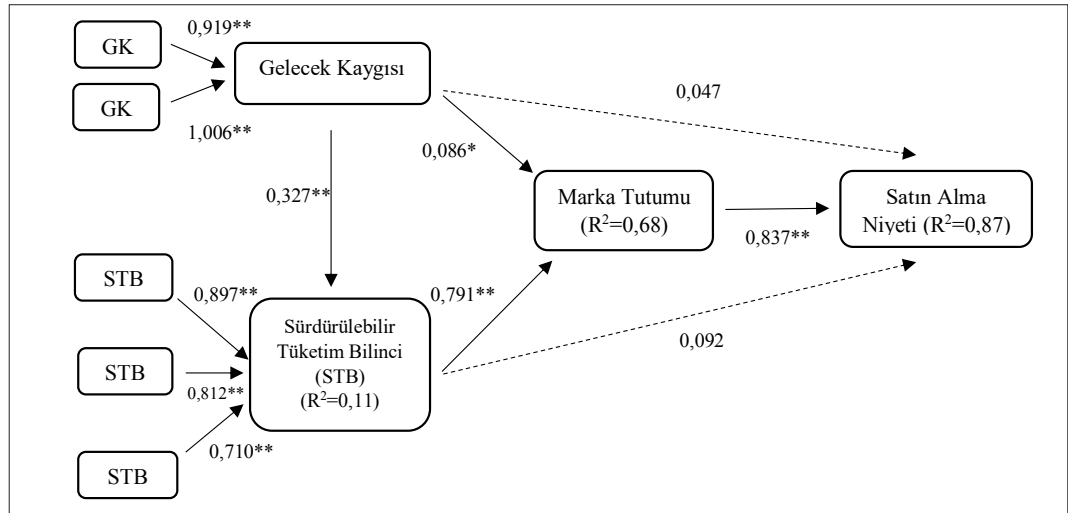 0,919**
GK
Gelecek Kaygısı
GK
1,006**
0,047
0,086*
0,327**
Marka Tutumu
(R²=0,68)
0,837**
Satın Alma
Niyeti (R²=0,87)
STB
0,897**
0,791**
Sürdürülebilir
Tüketim Bilinci
(STB)
(R²=0,11)
0,092
STB
0,812**
0,710**
STB